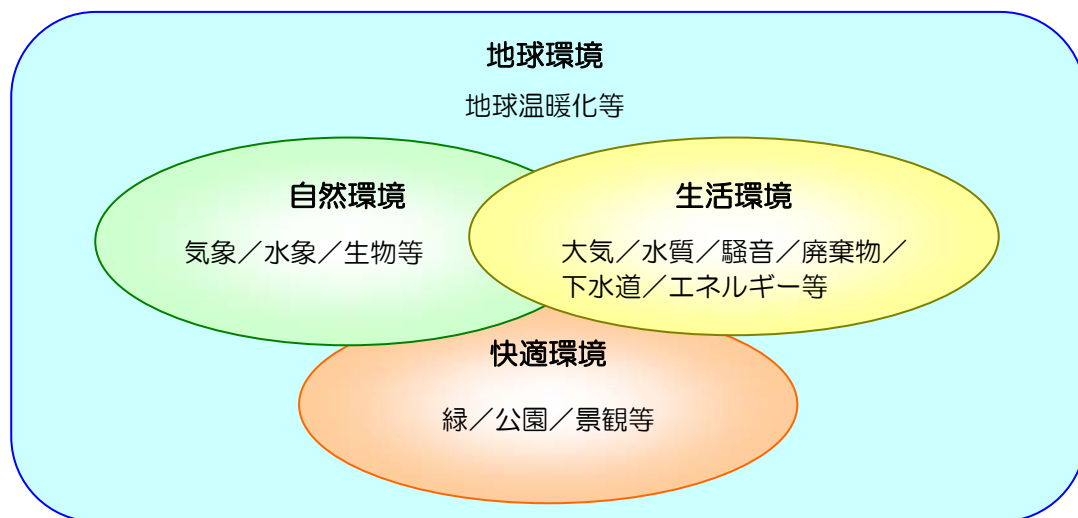 地球環境
地球温暖化等
自然環境
気象／水象／生物等
生活環境
大気／水質／騒音／廃棄物／
下水道／エネルギー等
快適環境
緑／公園／景観等